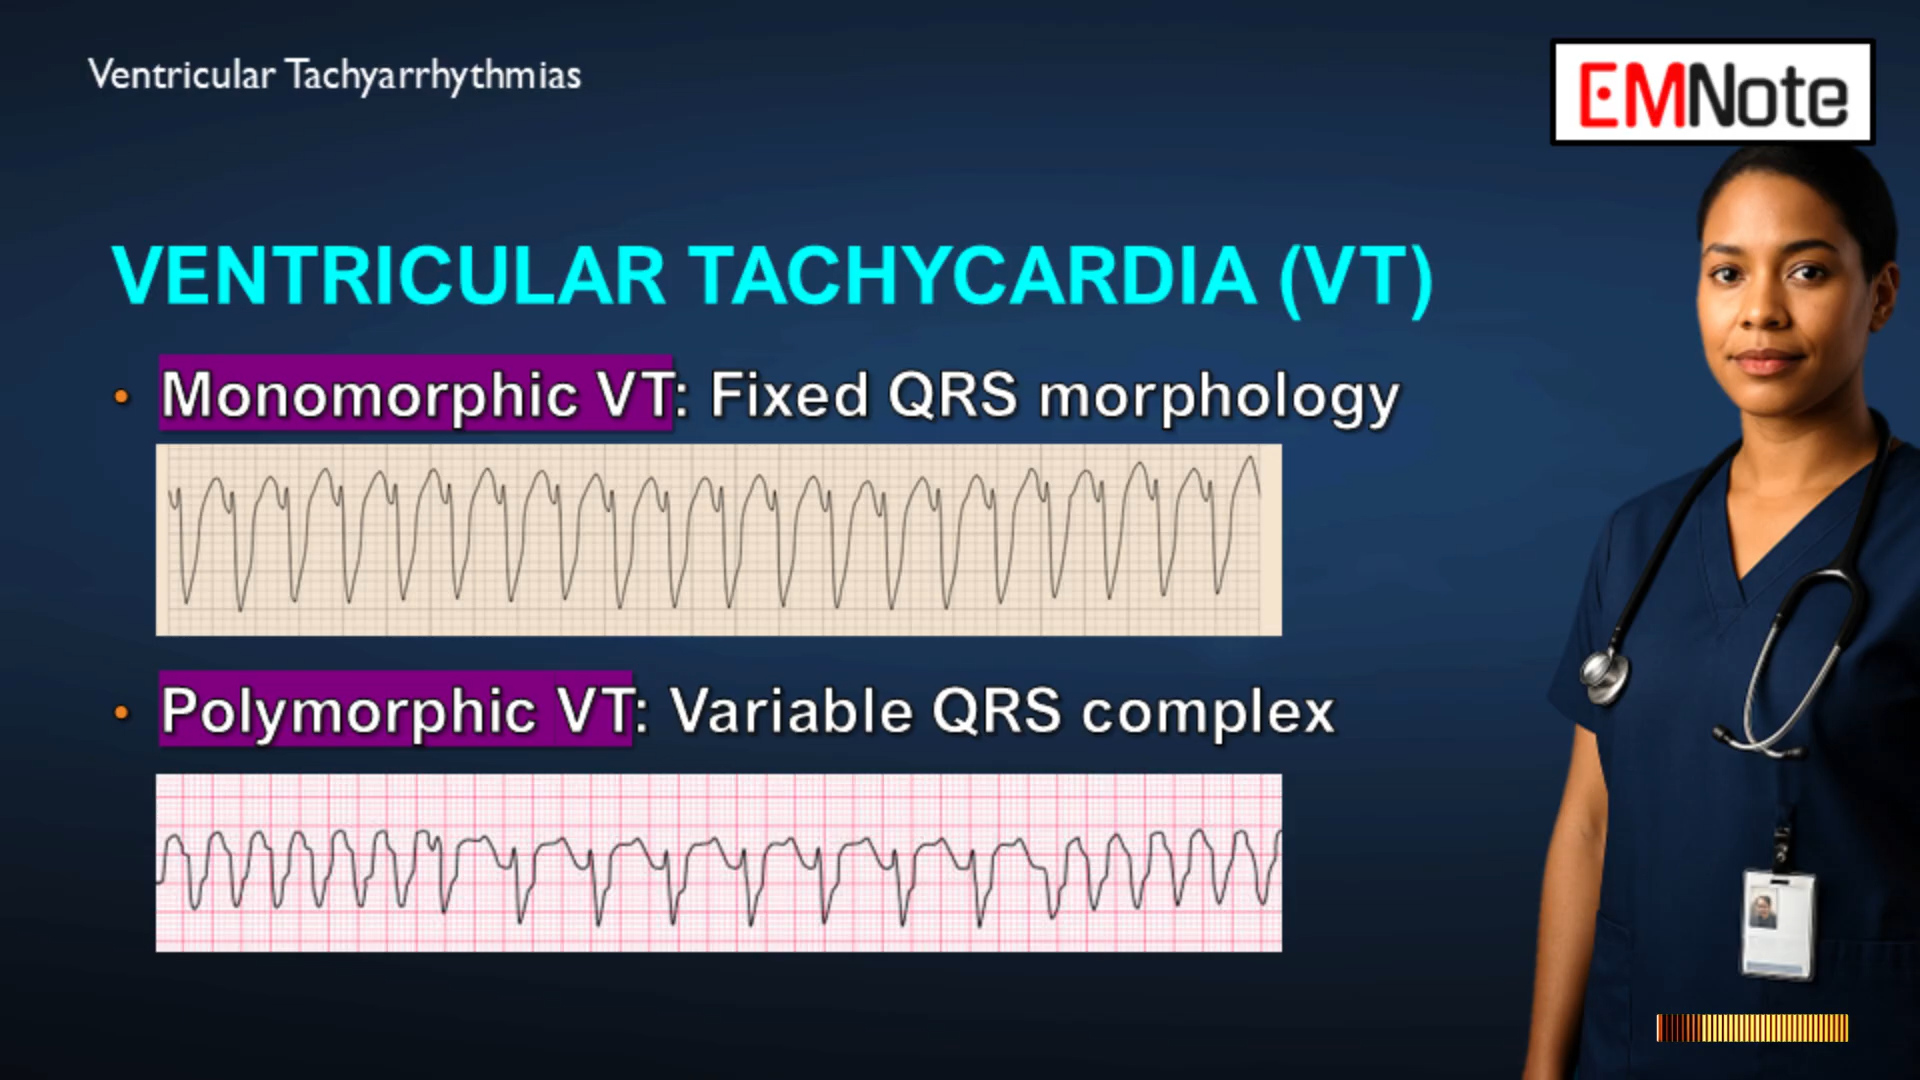 Ventricular Tachyarrhythmias
EMNote
VENTRICULAR TACHYCARDIA (VT)
• Monomorphic VT: Fixed QRS morphology
• Polymorphic VT: Variable QRS complex